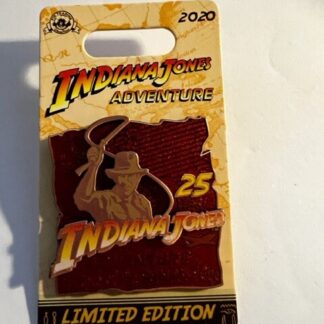 2020
INDIANA JONES
ADVENTURE
25
INDIANA JONES
LIMITED EDITION